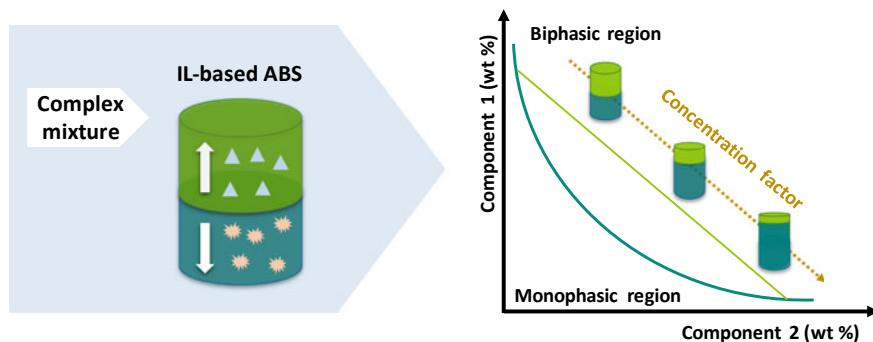 IL-based ABS
Complex
mixture
Component 1 (wt %)
Biphasic region
Concentration factor
Monophasic region
Component 2 (wt %)